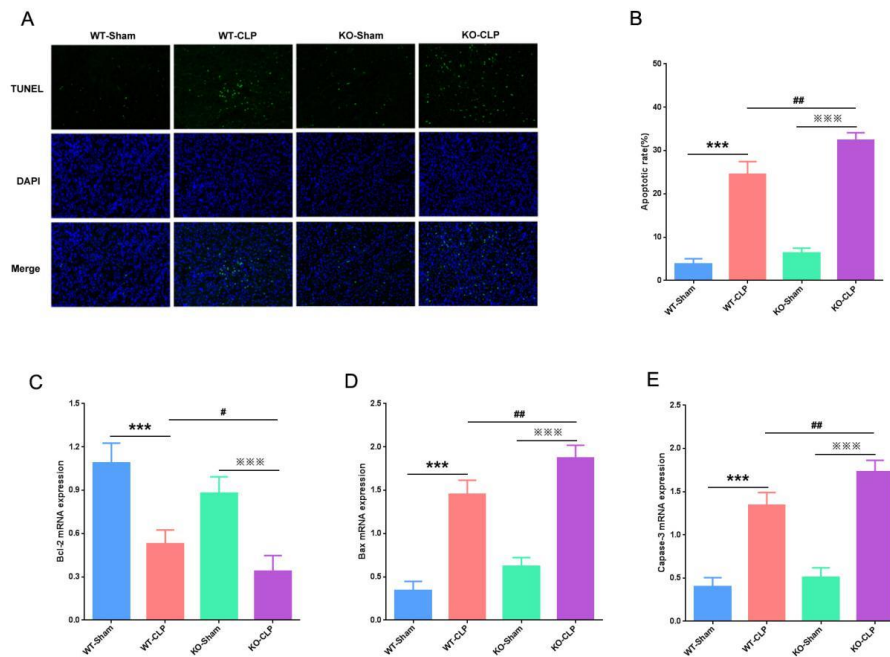 A
WT-Sham WT-CLP KO-Sham KO-CLP
TUNEL
DAPI
Merge
B
Apoptotic rate(%)
50
40
30
20
10
0
***
##
※※※
WT-Sham
WT-CLP
KO-Sham
KO-CLP
C
Bcl-2 mRNA expression
1.5
1.2
0.9
0.6
0.3
0.0
***
#
※※※
WT-Sham
WT-CLP
KO-Sham
KO-CLP
D
Bax mRNA expression
2.5
2.0
1.5
1.0
0.5
0.0
***
##
※※※
WT-Sham
WT-CLP
KO-Sham
KO-CLP
E
Capase-3 mRNA expression
2.5
2.0
1.5
1.0
0.5
0.0
***
##
※※※
WT-Sham
WT-CLP
KO-Sham
KO-CLP